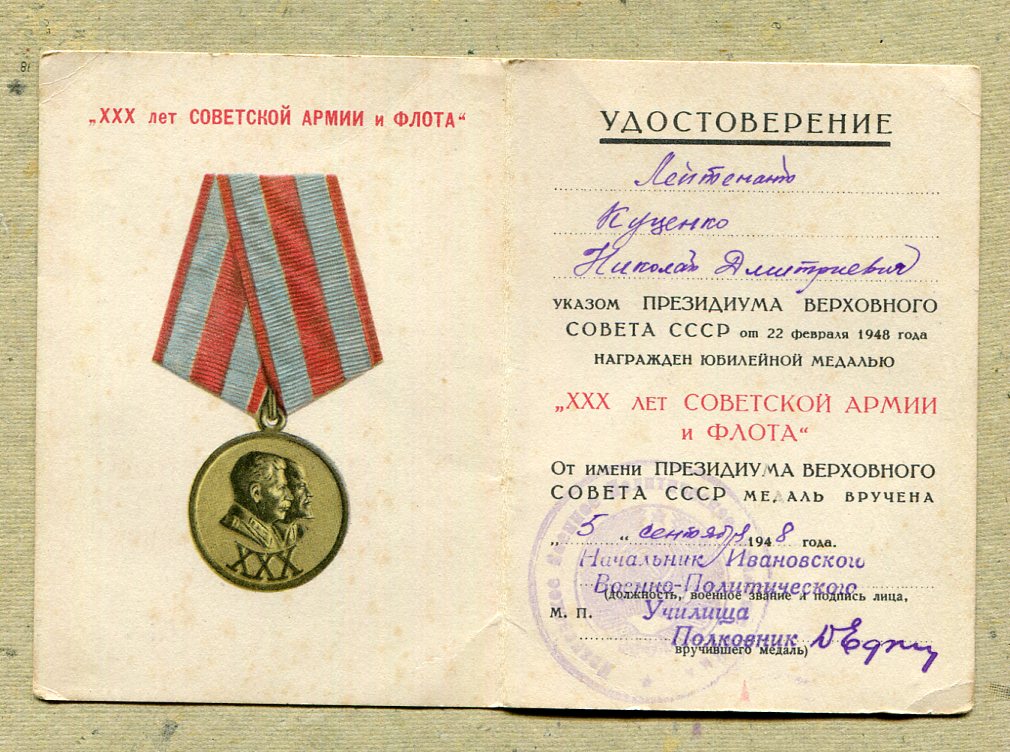 „XXX лет СОВЕТСКОЙ АРМИИ и ФЛОТА“
XXX
УДОСТОВЕРЕНИЕ
Лейтенант
Куценко
Николай Дмитриевич
УКАЗОМ ПРЕЗИДИУМА ВЕРХОВНОГО
СОВЕТА СССР от 22 февраля 1948 года
НАГРАЖДЕН ЮБИЛЕЙНОЙ МЕДАЛЬЮ
„XXX ЛЕТ СОВЕТСКОЙ АРМИИ
и ФЛОТА“
От имени ПРЕЗИДИУМА ВЕРХОВНОГО
СОВЕТА СССР МЕДАЛЬ ВРУЧЕНА
„5“ сентября 1948 года.
Начальник Ивановского
Военно-Политического
(должность, военное звание и подпись лица,
М. П. Училища
Полковник
вручившего медаль)